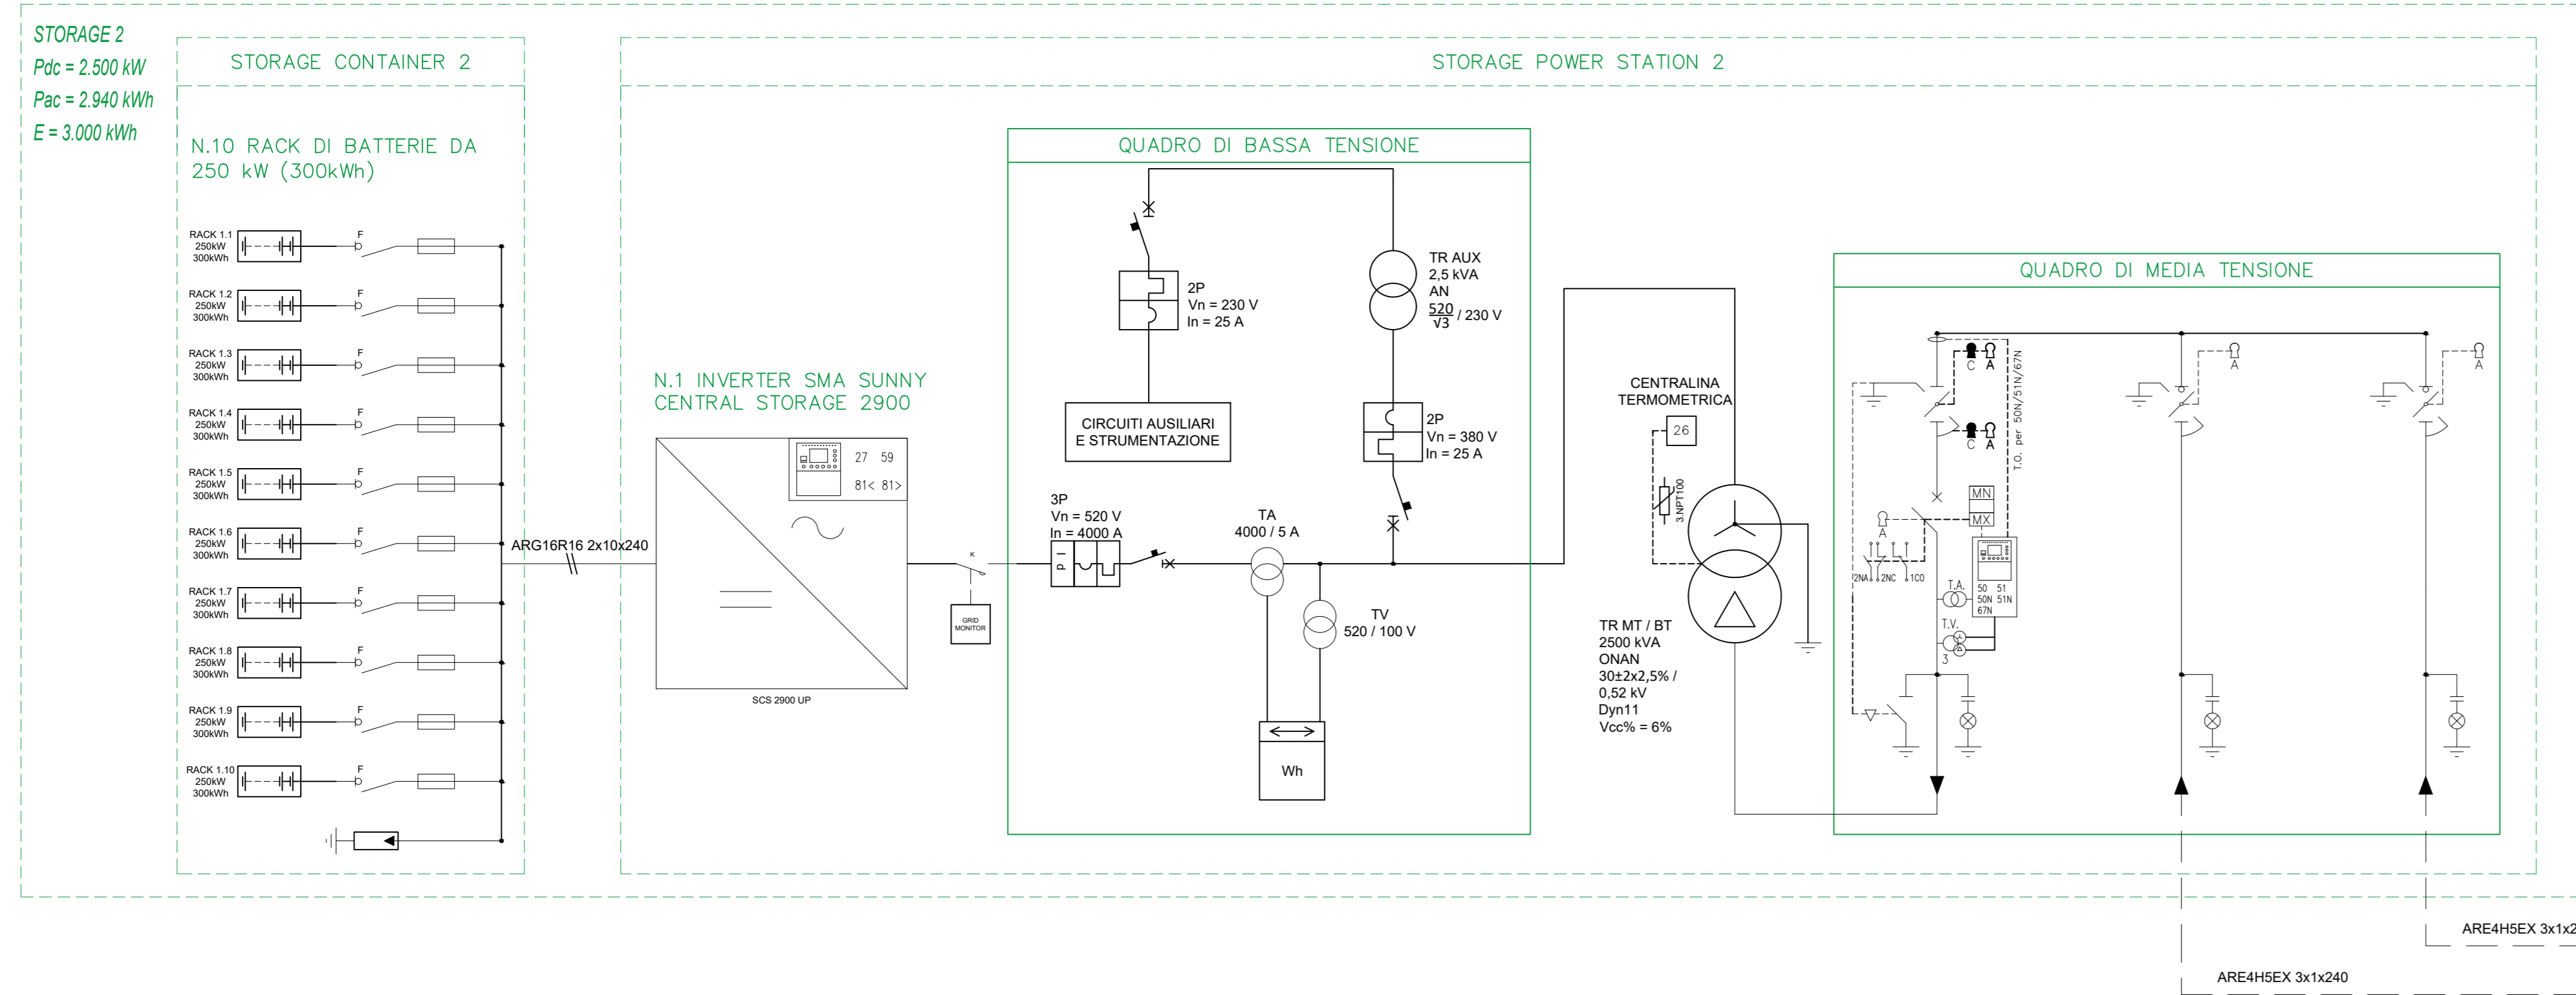 STORAGE 2
Pdc = 2.500 kW
Pac = 2.940 kWh
E = 3.000 kWh
STORAGE CONTAINER 2
N.10 RACK DI BATTERIE DA
250 kW (300kWh)
RACK 1.1
250kW
300kWh
F
RACK 1.2
250kW
300kWh
F
RACK 1.3
250kW
300kWh
F
RACK 1.4
250kW
300kWh
F
RACK 1.5
250kW
300kWh
F
RACK 1.6
250kW
300kWh
F
RACK 1.7
250kW
300kWh
F
RACK 1.8
250kW
300kWh
F
RACK 1.9
250kW
300kWh
F
RACK 1.10
250kW
300kWh
F
ARG16R16 2x10x240
STORAGE POWER STATION 2
N.1 INVERTER SMA SUNNY
CENTRAL STORAGE 2900
27 59
81< 81>
SCS 2900 UP
K
GRID
MONITOR
QUADRO DI BASSA TENSIONE
2P
Vn = 230 V
In = 25 A
CIRCUITI AUSILIARI
E STRUMENTAZIONE
TR AUX
2,5 kVA
AN
520
√3 / 230 V
2P
Vn = 380 V
In = 25 A
3P
Vn = 520 V
In = 4000 A
p I
TA
4000 / 5 A
TV
520 / 100 V
Wh
CENTRALINA
TERMOMETRICA
26
3.NPT100
TR MT / BT
2500 kVA
ONAN
30±2x2,5% /
0,52 kV
Dyn11
Vcc% = 6%
QUADRO DI MEDIA TENSIONE
C A
C A
T.O. per 50N/51N/67N
MN
MX
A
2NA 2NC 1CO
T.A.
50 51
50N 51N
67N
T.V.
3
A
A
ARE4H5EX 3x1x2
ARE4H5EX 3x1x240